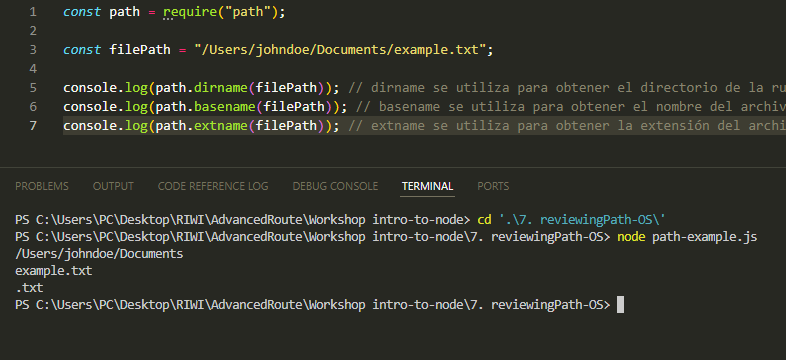 1 const path = require("path");
2
3 const filePath = "/Users/johndoe/Documents/example.txt";
4
5 console.log(path.dirname(filePath)); // dirname se utiliza para obtener el directorio de la ru
6 console.log(path.basename(filePath)); // basename se utiliza para obtener el nombre del archiv
7 console.log(path.extname(filePath)); // extname se utiliza para obtener la extensión del archi
PROBLEMS OUTPUT CODE REFERENCE LOG DEBUG CONSOLE TERMINAL PORTS
PS C:\Users\PC\Desktop\RIWI\AdvancedRoute\Workshop intro-to-node> cd '.\7. reviewingPath-OS\'
PS C:\Users\PC\Desktop\RIWI\AdvancedRoute\Workshop intro-to-node\7. reviewingPath-OS> node path-example.js
/Users/johndoe/Documents
example.txt
.txt
PS C:\Users\PC\Desktop\RIWI\AdvancedRoute\Workshop intro-to-node\7. reviewingPath-OS>